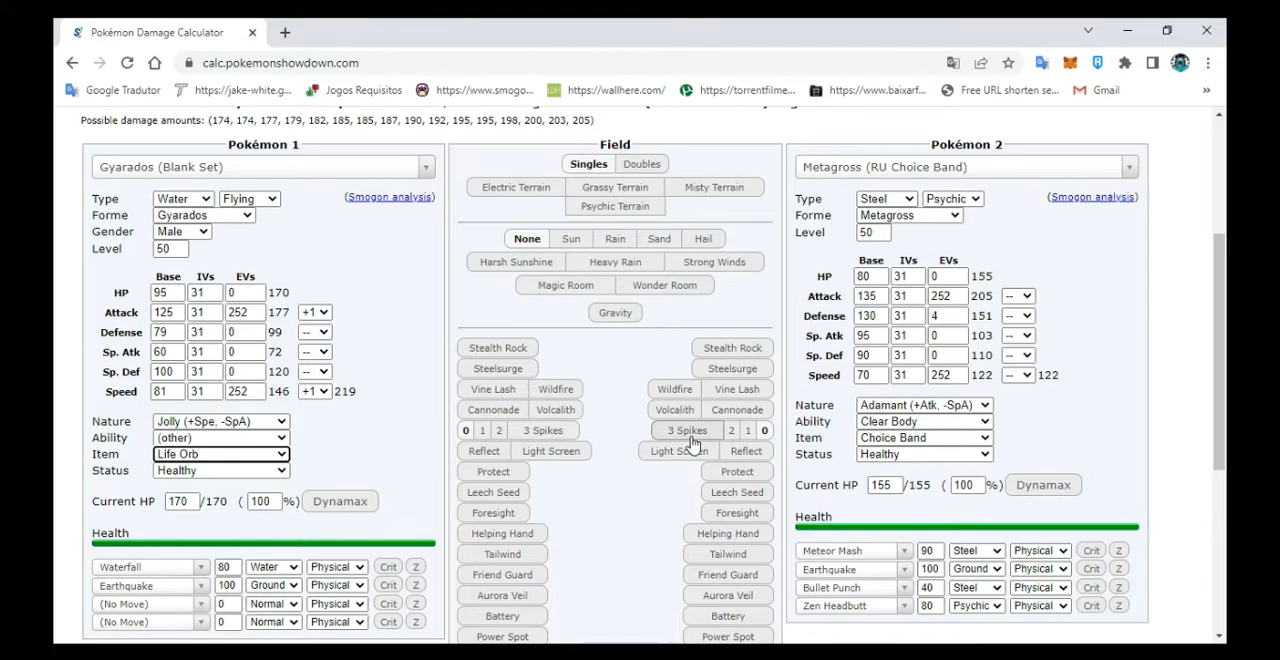 Pokémon Damage Calculator
calc.pokemonshowdown.com
Google Tradutor https://jake-white.g... Jogos Requisitos https://www.smogo... https://wallhere.com/ https://torrentfilme... https://www.baixarf... Free URL shorten se... Gmail »
Possible damage amounts: (174, 174, 177, 179, 182, 185, 185, 187, 190, 192, 195, 195, 198, 200, 203, 205)
Pokémon 1
Gyarados (Blank Set)
Type Water Flying (Smogon analysis)
Forme Gyarados
Gender Male
Level 50
Base IVs EVs
HP 95 31 0 170
Attack 125 31 252 177 +1
Defense 79 31 0 99 --
Sp. Atk 60 31 0 72 --
Sp. Def 100 31 0 120 --
Speed 81 31 252 146 +1 219
Nature Jolly (+Spe, -SpA)
Ability (other)
Item Life Orb
Status Healthy
Current HP 170 /170 ( 100 %) Dynamax
Health
Waterfall 80 Water Physical Crit Z
Earthquake 100 Ground Physical Crit Z
(No Move) 0 Normal Physical Crit Z
(No Move) 0 Normal Physical Crit Z
Field
Singles Doubles
Electric Terrain Grassy Terrain Misty Terrain
Psychic Terrain
None Sun Rain Sand Hail
Harsh Sunshine Heavy Rain Strong Winds
Magic Room Wonder Room
Gravity
Stealth Rock Stealth Rock
Steelsurge Steelsurge
Vine Lash Wildfire Wildfire Vine Lash
Cannonade Volcalith Volcalith Cannonade
0 1 2 3 Spikes 3 Spikes 2 1 0
Reflect Light Screen Light Screen Reflect
Protect Protect
Leech Seed Leech Seed
Foresight Foresight
Helping Hand Helping Hand
Tailwind Tailwind
Friend Guard Friend Guard
Aurora Veil Aurora Veil
Battery Battery
Power Spot Power Spot
Pokémon 2
Metagross (RU Choice Band)
Type Steel Psychic (Smogon analysis)
Forme Metagross
Level 50
Base IVs EVs
HP 80 31 0 155
Attack 135 31 252 205 --
Defense 130 31 4 151 --
Sp. Atk 95 31 0 103 --
Sp. Def 90 31 0 110 --
Speed 70 31 252 122 -- 122
Nature Adamant (+Atk, -SpA)
Ability Clear Body
Item Choice Band
Status Healthy
Current HP 155 /155 ( 100 %) Dynamax
Health
Meteor Mash 90 Steel Physical Crit Z
Earthquake 100 Ground Physical Crit Z
Bullet Punch 40 Steel Physical Crit Z
Zen Headbutt 80 Psychic Physical Crit Z